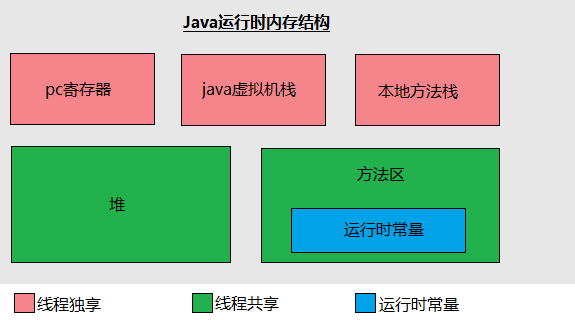 Java运行时内存结构
pc寄存器
java虚拟机栈
本地方法栈
堆
方法区
运行时常量
线程独享
线程共享
运行时常量